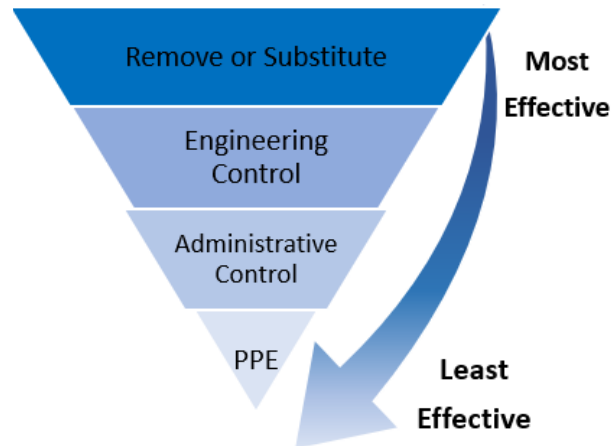 Remove or Substitute
Most
Effective
Engineering
Control
Administrative
Control
PPE
Least
Effective